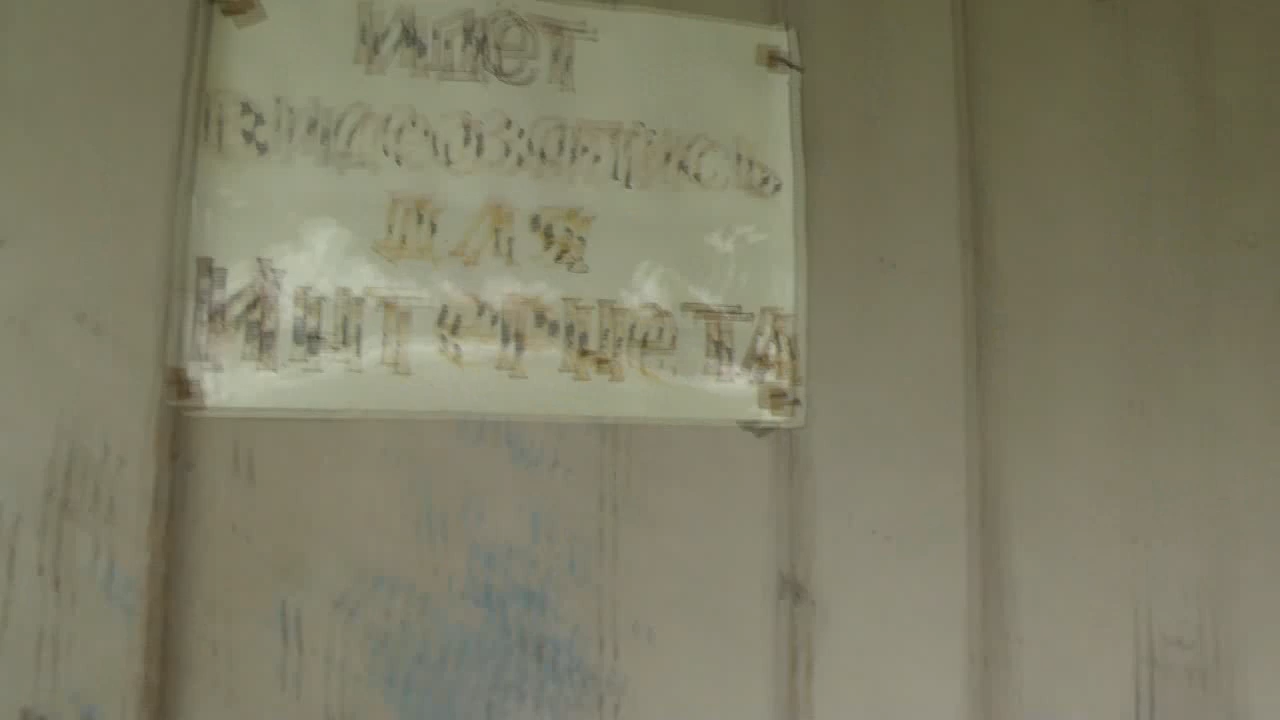 Идет
видеозапись
для
Интернета